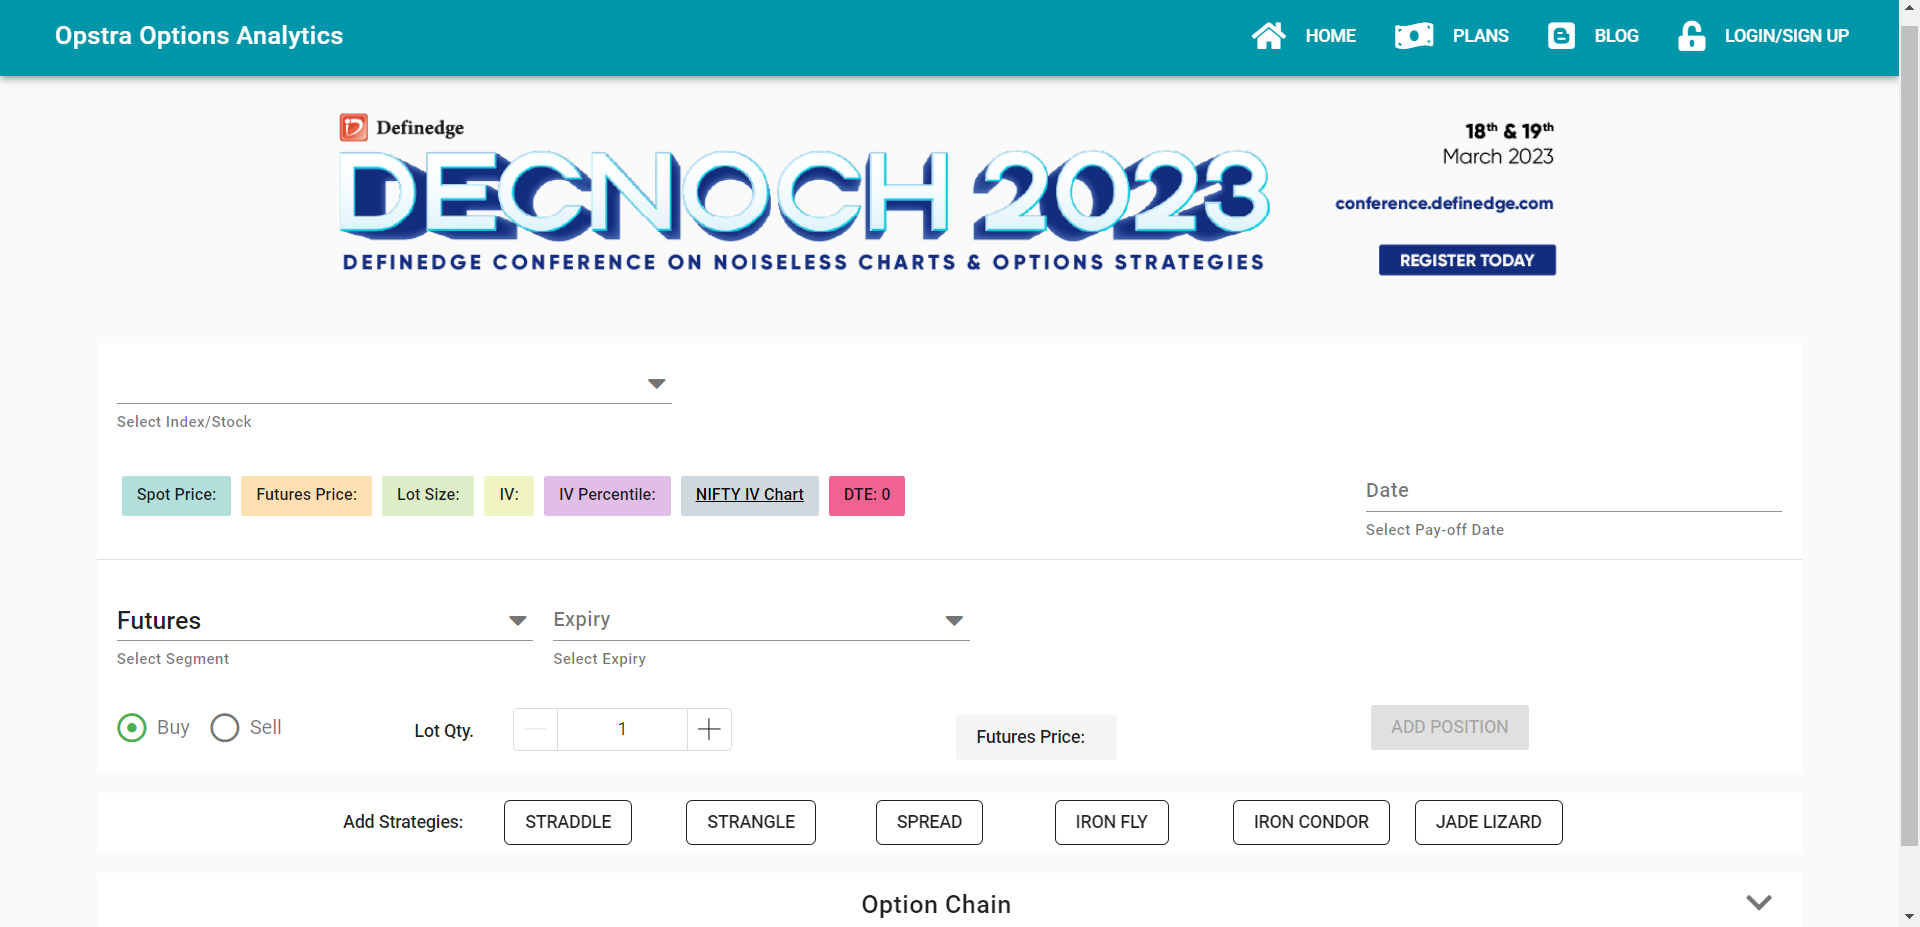 Opstra Options Analytics
HOME
PLANS
BLOG
LOGIN/SIGN UP
Definedge
DECNOCH 2023
DEFINEDGE CONFERENCE ON NOISELESS CHARTS & OPTIONS STRATEGIES
18th & 19th
March 2023
conference.definedge.com
REGISTER TODAY
Select Index/Stock
Spot Price:
Futures Price:
Lot Size:
IV:
IV Percentile:
NIFTY IV Chart
DTE: 0
Date
Select Pay-off Date
Futures
Select Segment
Expiry
Select Expiry
Buy
Sell
Lot Qty.
1
Futures Price:
ADD POSITION
Add Strategies:
STRADDLE
STRANGLE
SPREAD
IRON FLY
IRON CONDOR
JADE LIZARD
Option Chain